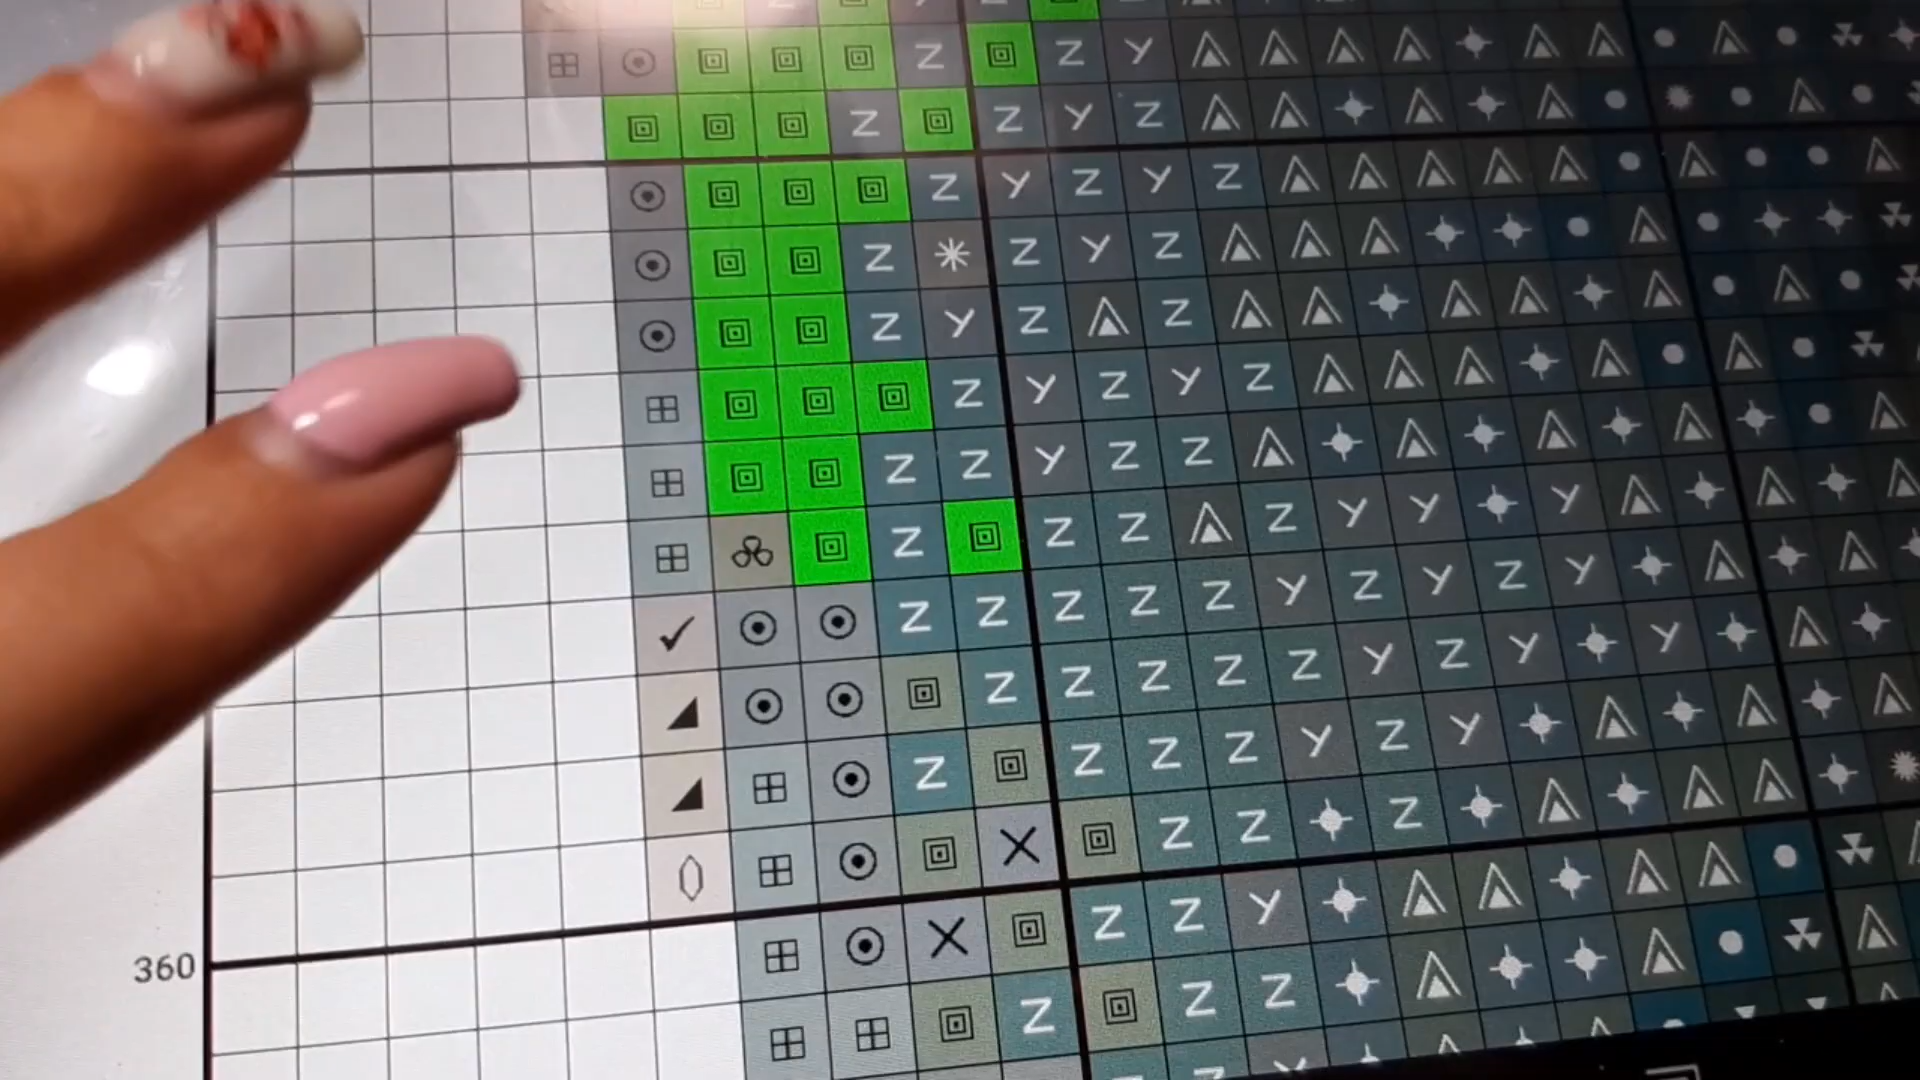 Z Z Y
Z Z Y Z
Z Y Z Y Z
Z Z Y Z
Z Y Z Z
Z Y Z Y Z
Z Z Y Z Z
Z Z Z Z Y Y Y
Z Z Z Z Z Y Z Y Z Y
Z Z Z Z Z Y Z Y Y
Z Z Z Z Y Z Y
X Z Z Z
360
X Z Z Y
Z Z Z